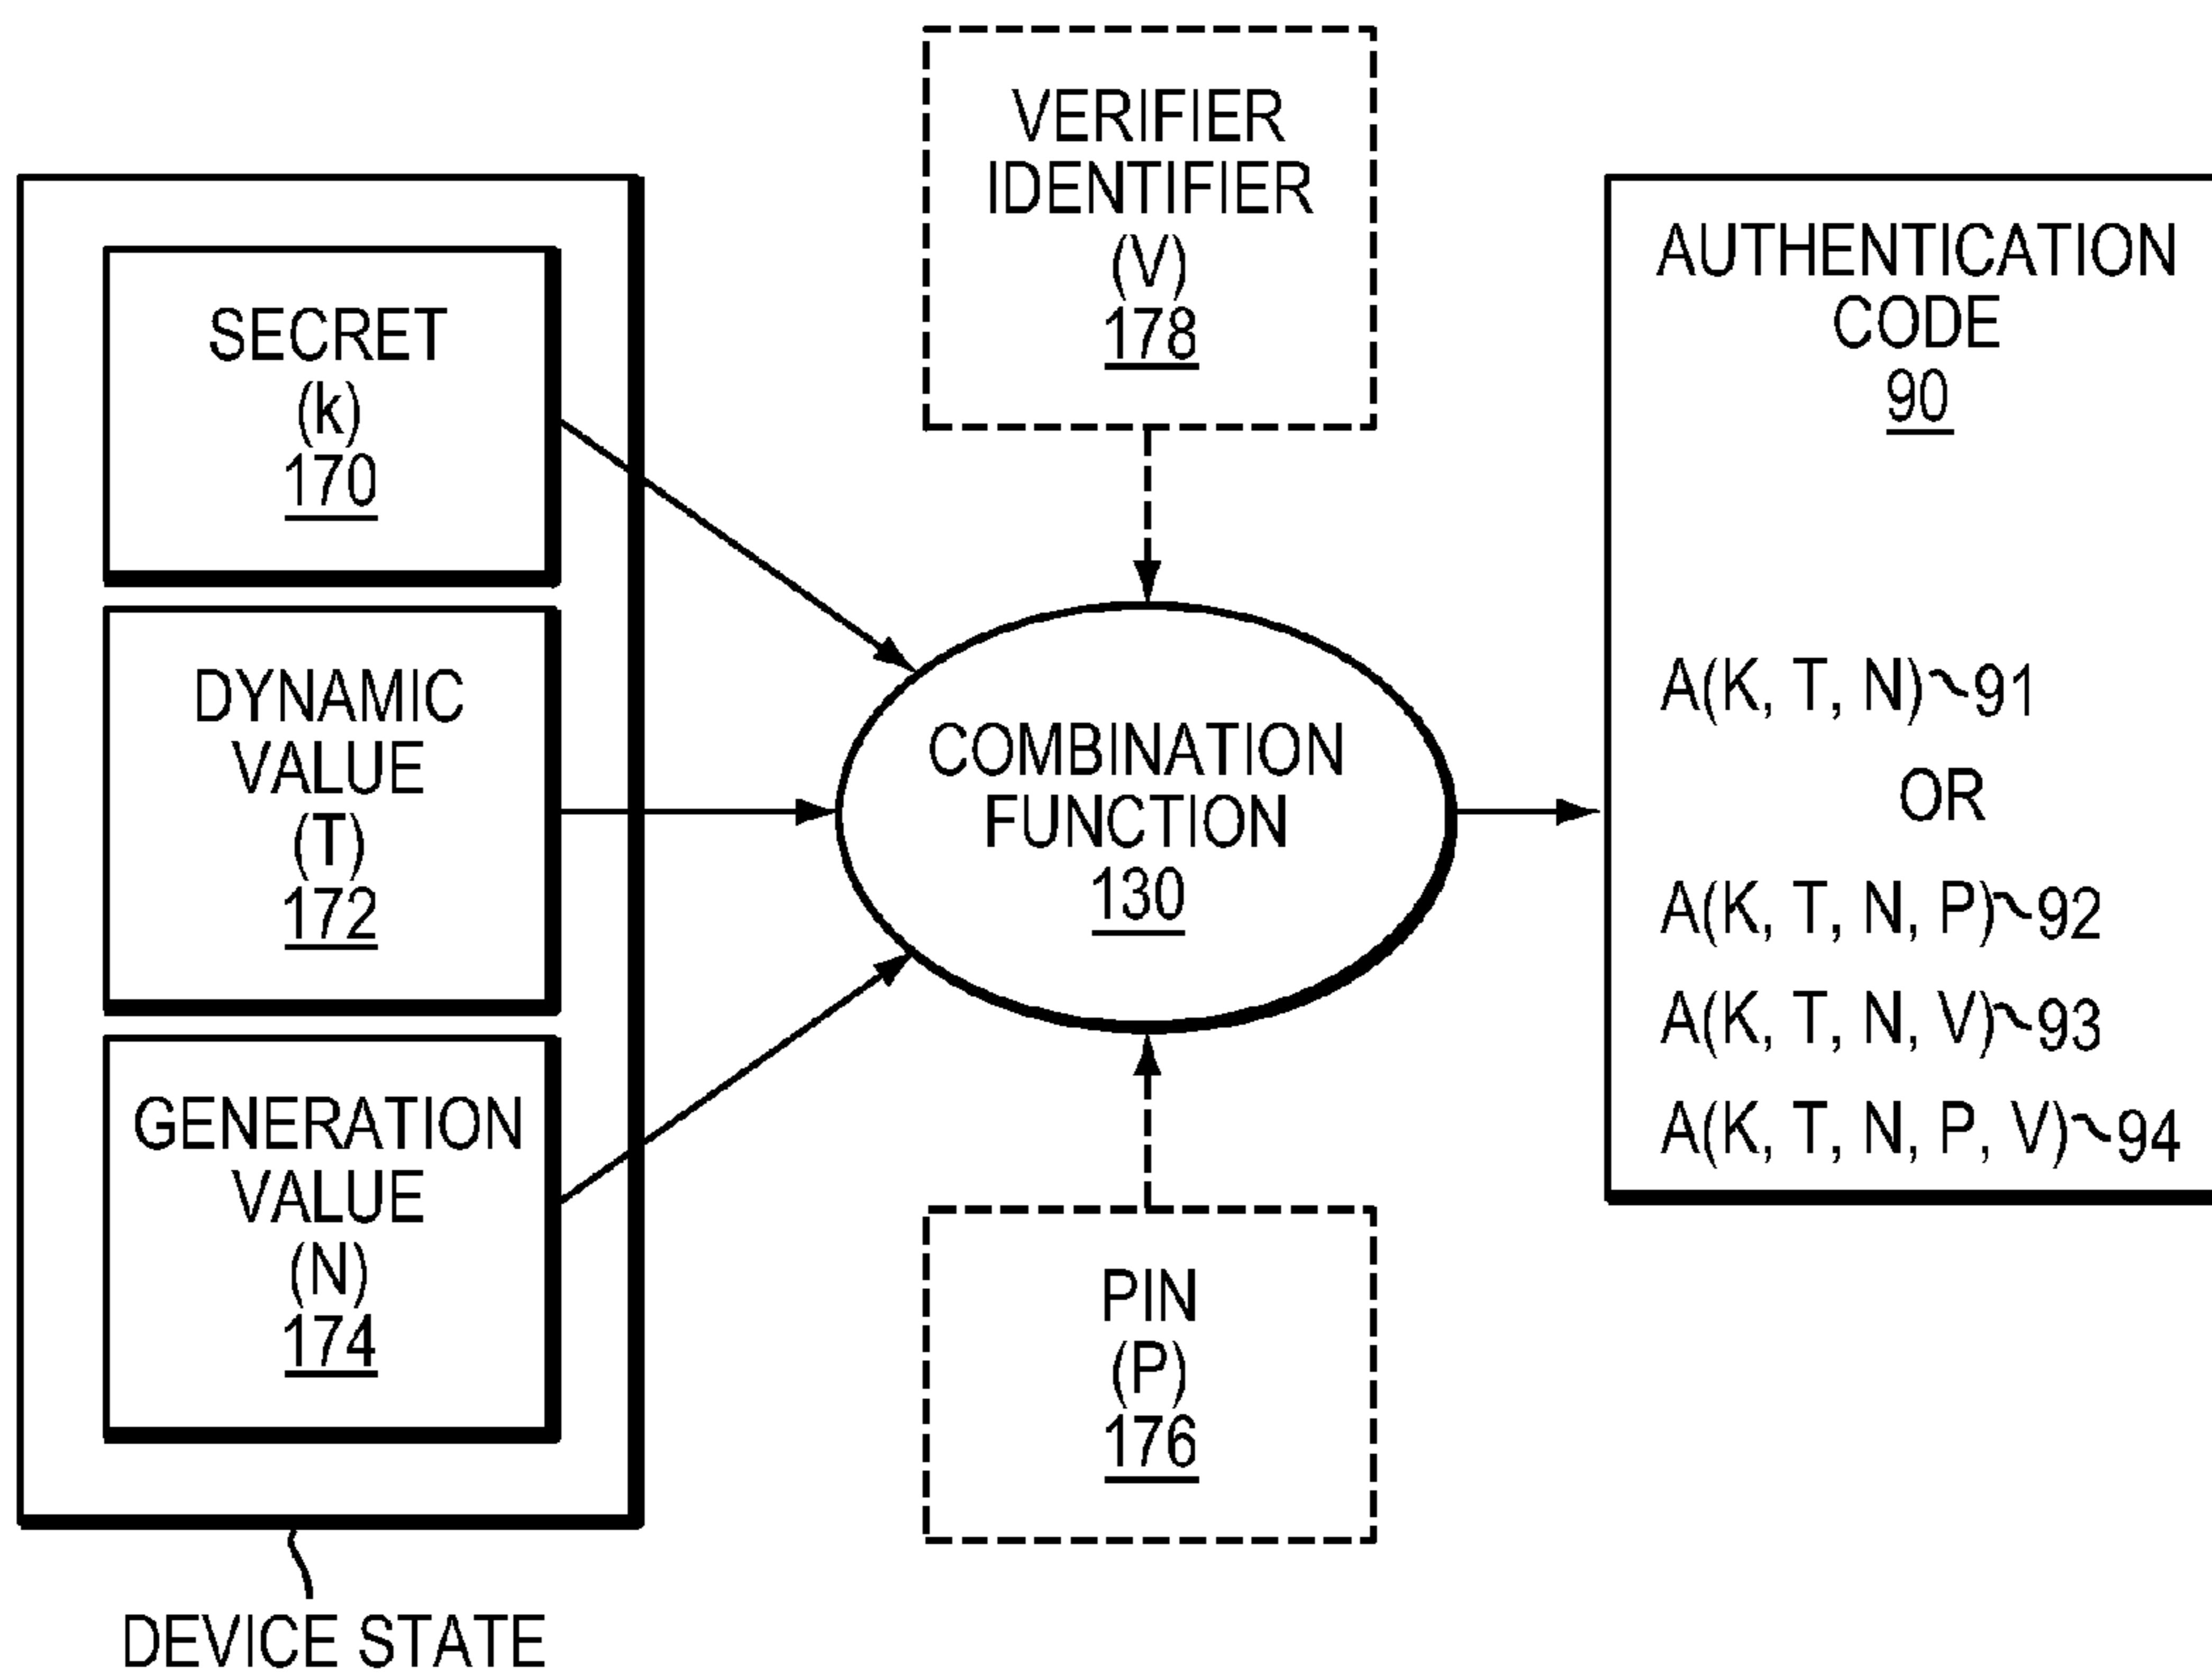 SECRET
(k)
170
DYNAMIC
VALUE
(T)
172
GENERATION
VALUE
(N)
174
DEVICE STATE
VERIFIER
IDENTIFIER
(V)
178
COMBINATION
FUNCTION
130
PIN
(P)
176
AUTHENTICATION
CODE
90
A(K, T, N)~91
OR
A(K, T, N, P)~92
A(K, T, N, V)~93
A(K, T, N, P, V)~94